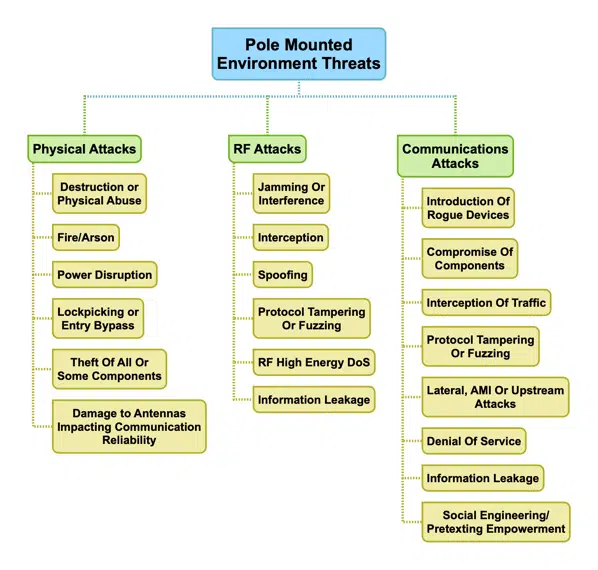 Pole Mounted
Environment Threats
Physical Attacks
Destruction or
Physical Abuse
Fire/Arson
Power Disruption
Lockpicking or
Entry Bypass
Theft Of All Or
Some Components
Damage to Antennas
Impacting Communication
Reliability
RF Attacks
Jamming Or
Interference
Interception
Spoofing
Protocol Tampering
Or Fuzzing
RF High Energy DoS
Information Leakage
Communications
Attacks
Introduction Of
Rogue Devices
Compromise Of
Components
Interception Of Traffic
Protocol Tampering
Or Fuzzing
Lateral, AMI Or Upstream
Attacks
Denial Of Service
Information Leakage
Social Engineering/
Pretexting Empowerment